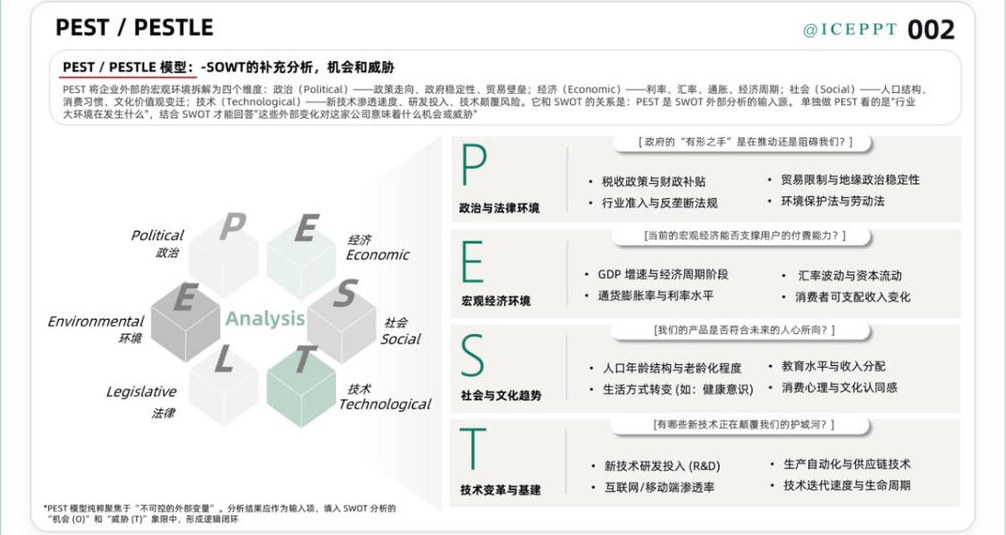 PEST / PESTLE
@ICEPPT 002
PEST / PESTLE 模型：-SOWT的补充分析，机会和威胁
PEST 将企业外部的宏观环境拆解为四个维度：政治（Political）——政策走向、政府稳定性、贸易壁垒；经济（Economic）——利率、汇率、通胀、经济周期；社会（Social）——人口结构、
消费习惯、文化价值观变迁；技术（Technological）——新技术渗透速度、研发投入、技术颠覆风险。它和 SWOT 的关系是：PEST 是 SWOT 外部分析的输入源。 单独做 PEST 看的是"行业
大环境在发生什么"，结合 SWOT 才能回答"这些外部变化对这家公司意味着什么机会或威胁"
P
Political
政治
E
经济
Economic
E
Environmental
环境
Analysis
S
社会
Social
L
Legislative
法律
T
技术
Technological
*PEST 模型纯粹聚焦于 "不可控的外部变量" 。分析结果应作为输入项，填入 SWOT 分析的
"机会 (O)" 和 "威胁 (T)" 象限中，形成逻辑闭环
[ 政府的 "有形之手" 是在推动还是阻碍我们？]
P
政治与法律环境
• 税收政策与财政补贴
• 行业准入与反垄断法规
• 贸易限制与地缘政治稳定性
• 环境保护法与劳动法
[当前的宏观经济能否支撑用户的付费能力？]
E
宏观经济环境
• GDP 增速与经济周期阶段
• 通货膨胀率与利率水平
• 汇率波动与资本流动
• 消费者可支配收入变化
[我们的产品是否符合未来的人心所向？]
S
社会与文化趋势
• 人口年龄结构与老龄化程度
• 生活方式转变 (如：健康意识)
• 教育水平与收入分配
• 消费心理与文化认同感
[有哪些新技术正在颠覆我们的护城河？]
T
技术变革与基建
• 新技术研发投入 (R&D)
• 互联网/移动端渗透率
• 生产自动化与供应链技术
• 技术迭代速度与生命周期